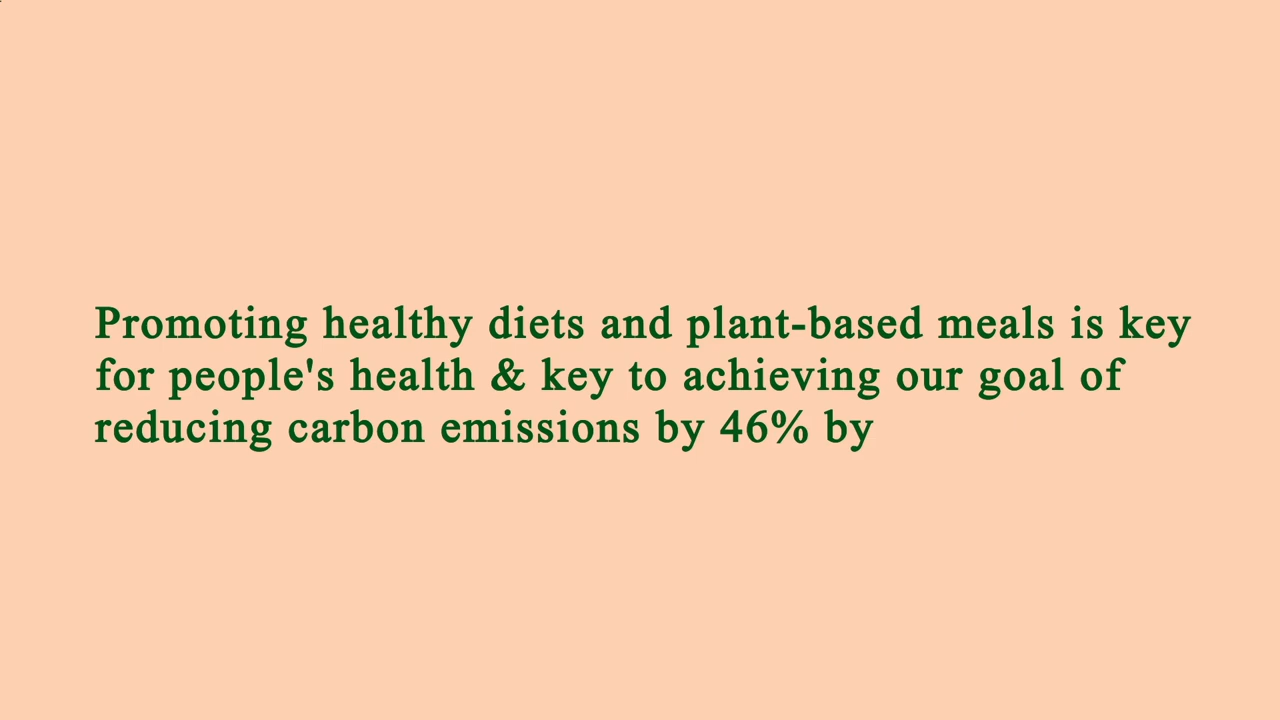 Promoting healthy diets and plant-based meals is key
for people's health & key to achieving our goal of
reducing carbon emissions by 46% by